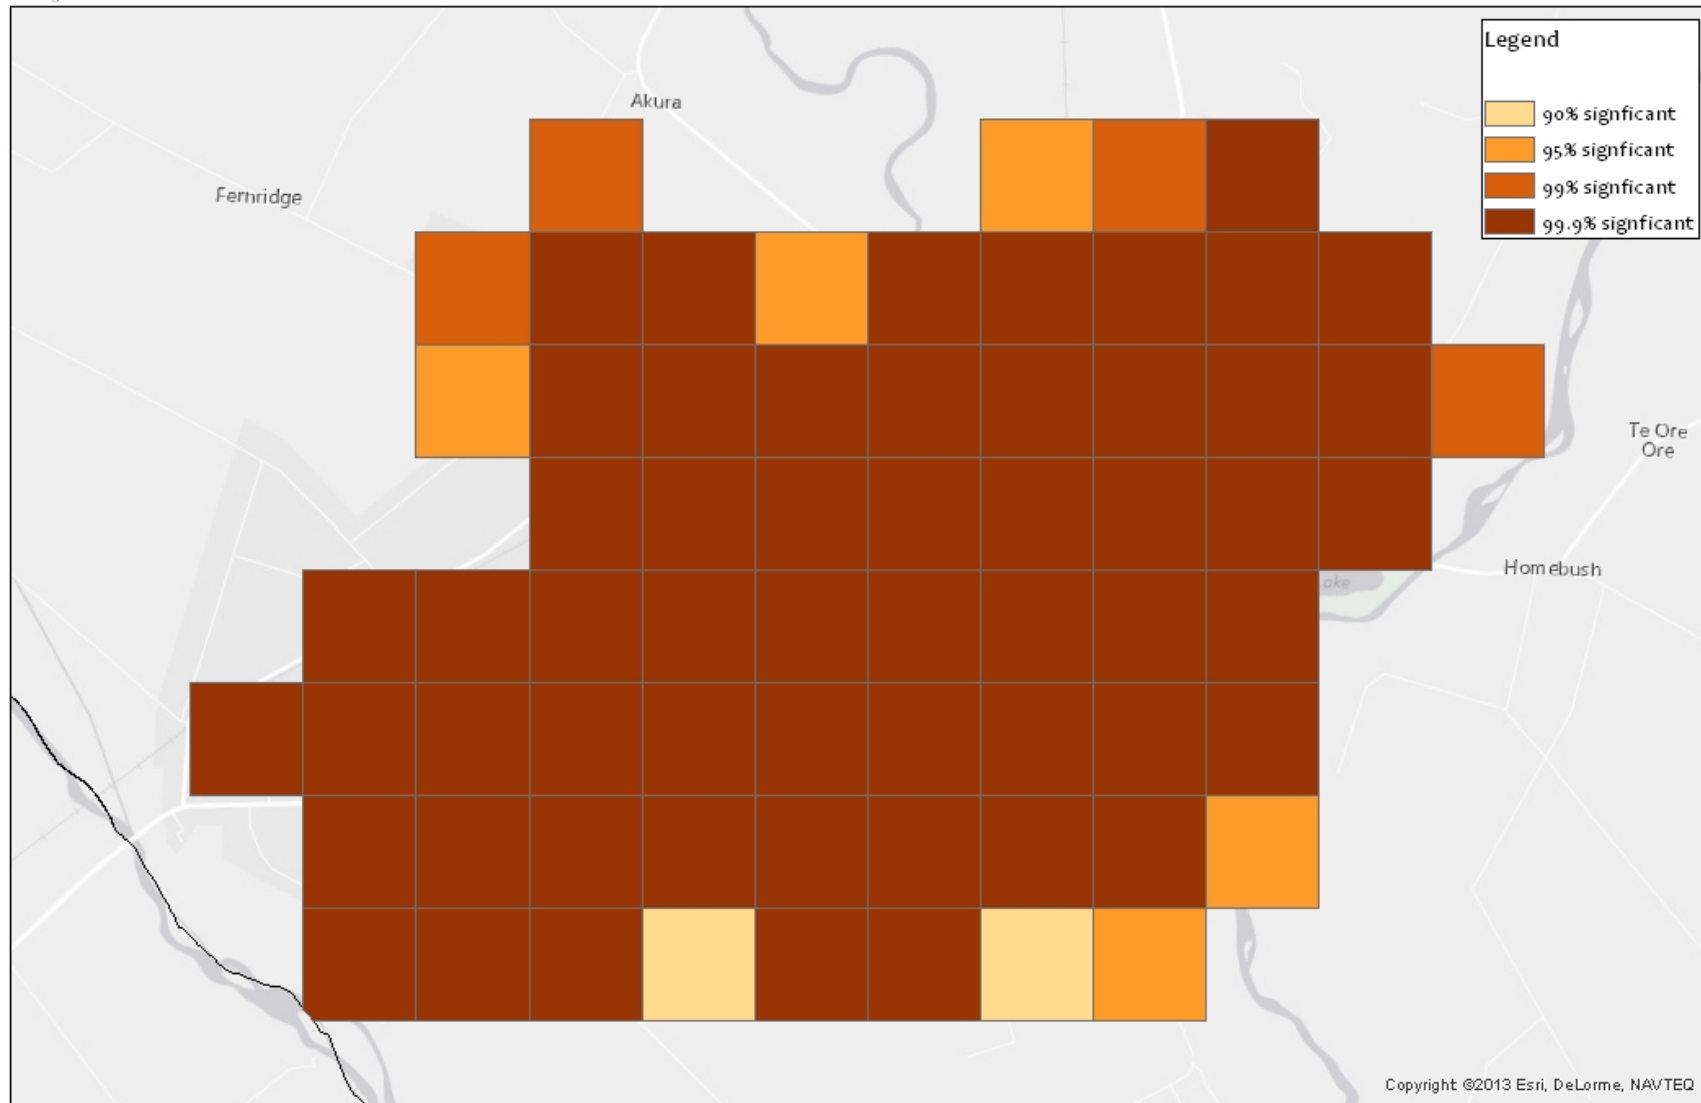 Legend
90% signficant
95% signficant
99% signficant
99.9% signficant
Akura
Fernridge
Te Ore
Ore
Homebush
ake
Copyright ©2013 Esri, DeLorme, NAVTEQ